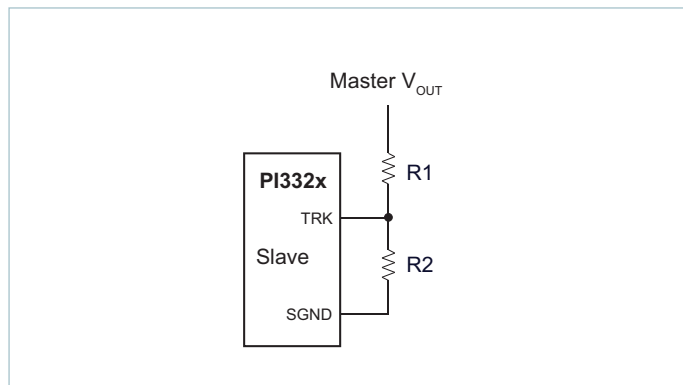 Master VOUT
R1
PI332x
TRK
Slave
R2
SGND